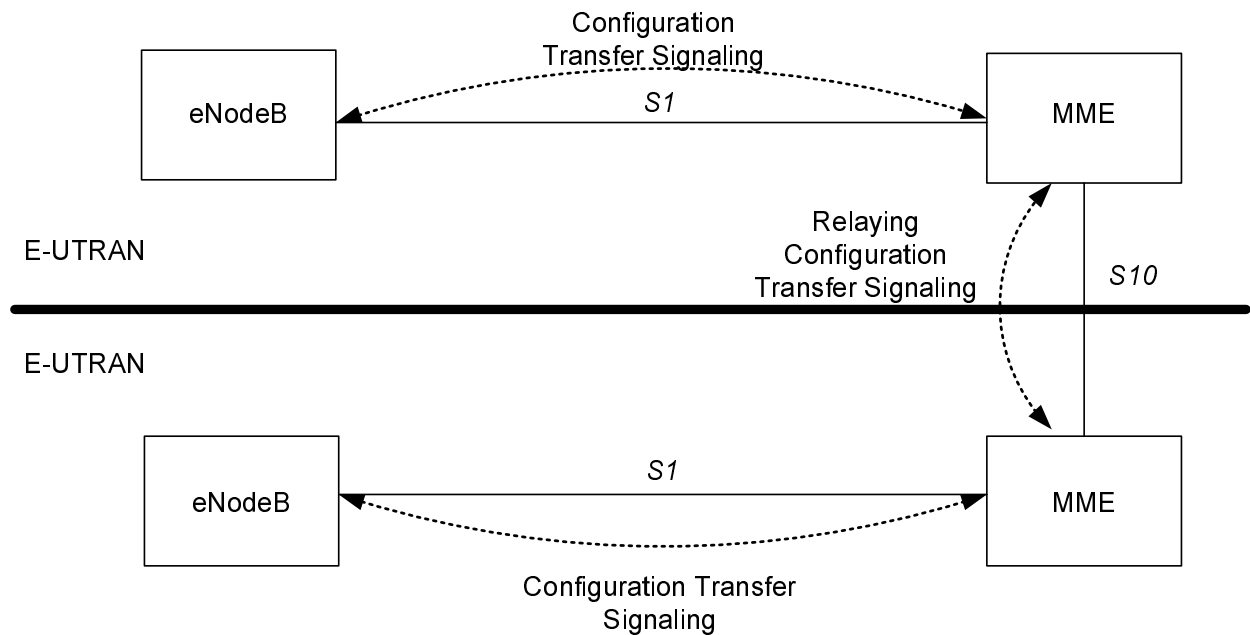 Configuration
Transfer Signaling
eNodeB
S1
MME
Relaying
Configuration
Transfer Signaling
E-UTRAN
S10
E-UTRAN
eNodeB
S1
MME
Configuration Transfer
Signaling